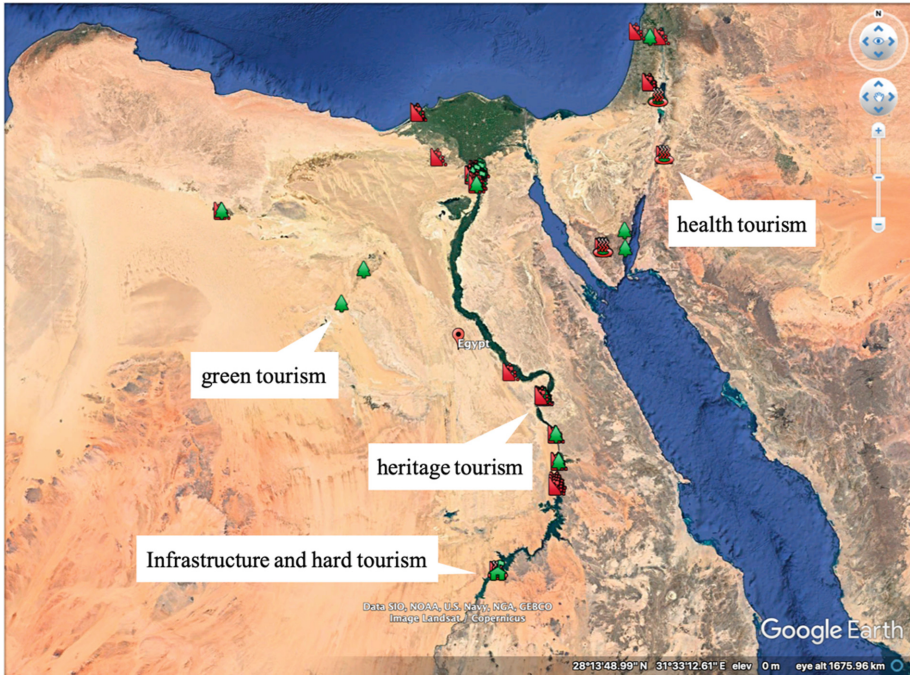 N
health tourism
Egypt
green tourism
heritage tourism
Infrastructure and hard tourism
Data SIO, NOAA, U.S. Navy, NGA, GEBCO
Image Landsat / Copernicus
Google Earth
28°13'48.99" N 31°33'12.61" E elev 0 m eye alt 1675.96 km